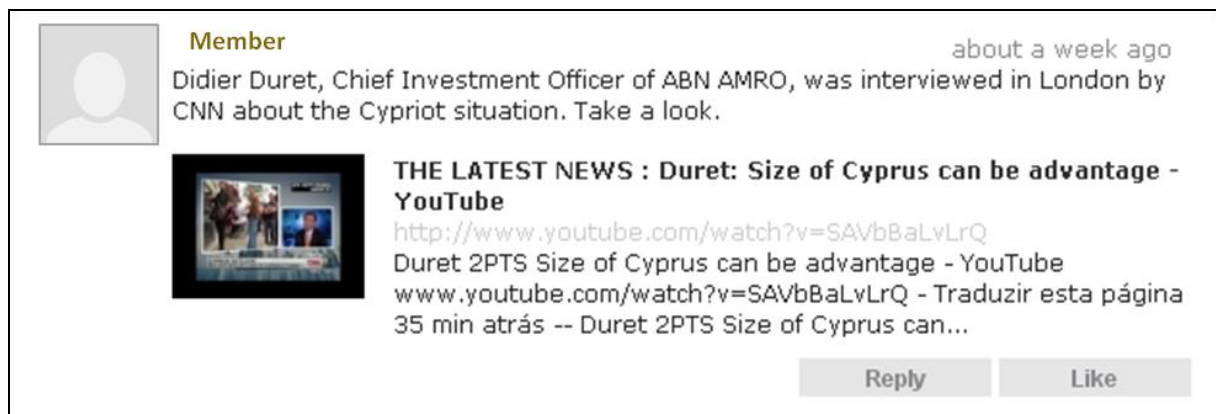 Member
about a week ago
Didier Duret, Chief Investment Officer of ABN AMRO, was interviewed in London by
CNN about the Cypriot situation. Take a look.
THE LATEST NEWS : Duret: Size of Cyprus can be advantage -
YouTube
http://www.youtube.com/watch?v=SAVbBaLvLrQ
Duret 2PTS Size of Cyprus can be advantage - YouTube
www.youtube.com/watch?v=SAVbBaLvLrQ - Traduzir esta página
35 min atrás -- Duret 2PTS Size of Cyprus can...
Reply
Like